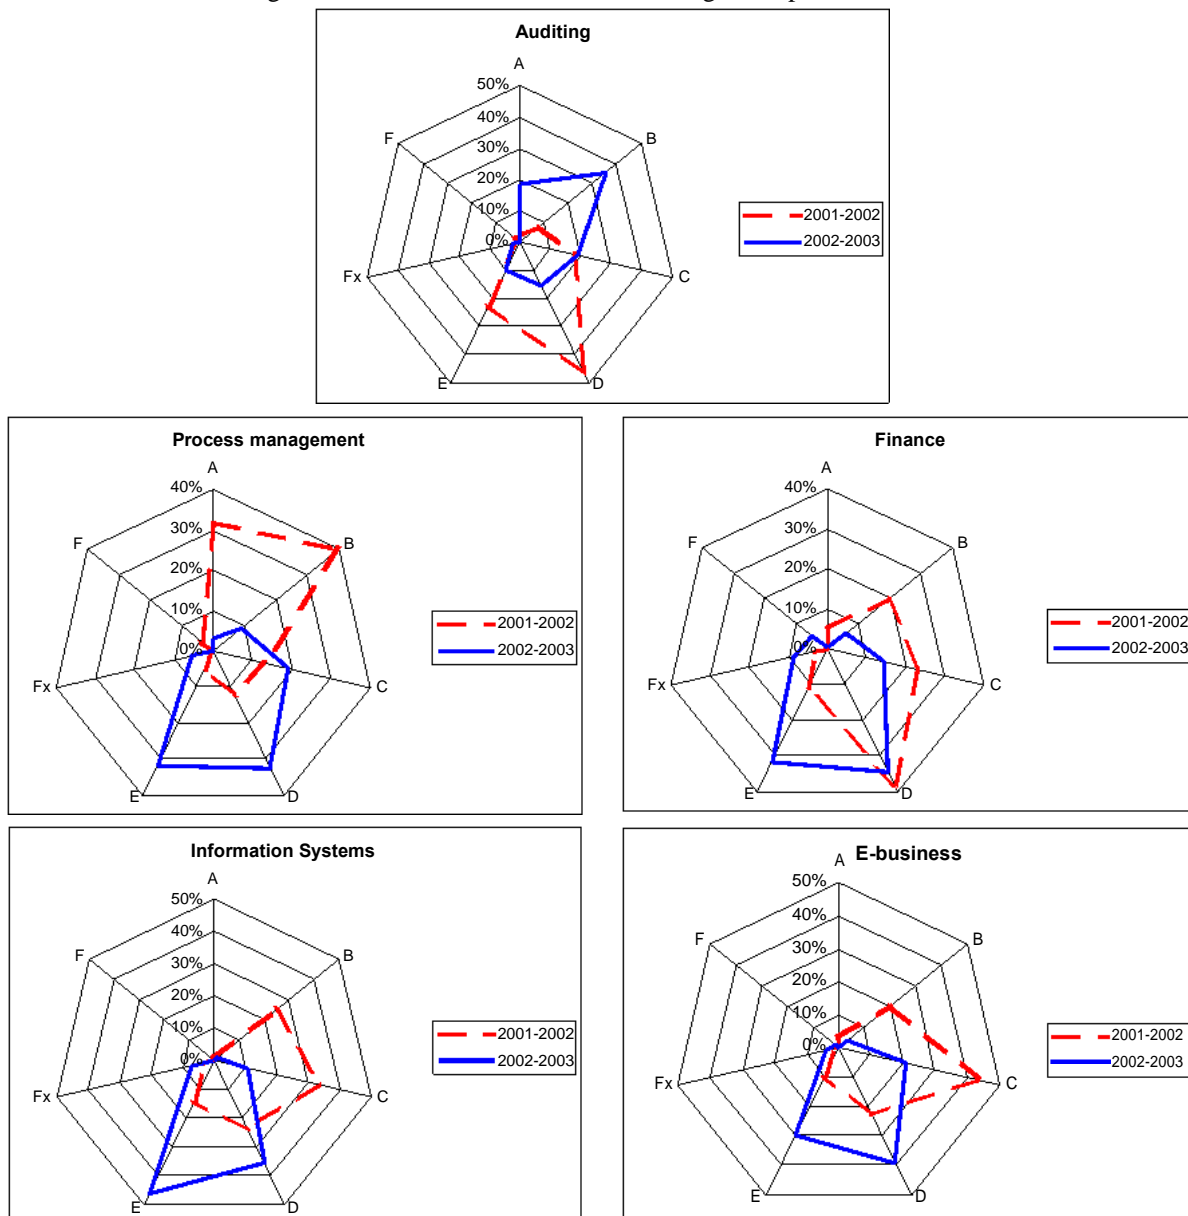 Auditing
A
50%
40%
30%
20%
10%
0%
F
B
Fx
C
E
D
2001-2002
2002-2003
Process management
A
40%
30%
20%
10%
0%
F
B
Fx
C
E
D
2001-2002
2002-2003
Finance
A
40%
30%
20%
10%
0%
F
B
Fx
C
E
D
2001-2002
2002-2003
Information Systems
A
50%
40%
30%
20%
10%
0%
F
B
Fx
C
E
D
2001-2002
2002-2003
E-business
A
50%
40%
30%
20%
10%
0%
F
B
Fx
C
E
D
2001-2002
2002-2003